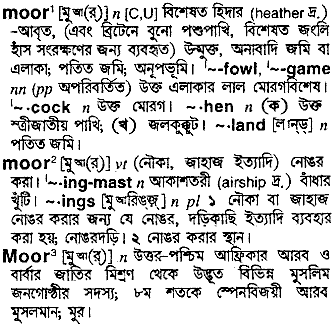 moor¹ [মুআ(র্)] n [C,U] বিশেষত হিদার (heather দ্র.)
-আবৃত, (এবং ব্রিটেনে বুনো পশুপাখি, বিশেষত জংলি
হাঁস সংরক্ষণের জন্য ব্যবহৃত) উন্মুক্ত, অনাবাদি জমি বা
এলাকা; পতিত জমি; অনূপভূমি। '~-fowl, '~-game
nn (pp অপরিবর্তিত) উক্ত এলাকার লাল মোরগবিশেষ।
'~-cock n উক্ত মোরগ। ~-hen n (ক) উক্ত
স্ত্রীজাতীয় পাখি; (খ) জলকুক্কুট। ~-land [লান্ড্] n
পতিত জমি।
moor² [মুআ(র্)] vt (নৌকা, জাহাজ ইত্যাদি) নোঙর
করা। '~-ing-mast n আকাশতরী (airship দ্র.) বাঁধার
খুঁটি। ~-ings [মুআরিঙজ্] n pl ১ নৌকা বা জাহাজ
নোঙর করার জন্য যে নোঙর, দড়িকাছি ইত্যাদি ব্যবহার
করা হয়; নোঙরদড়ি। ২ নোঙর করার স্থান।
Moor³ [মুআ(র্)] n উত্তর-পশ্চিম আফ্রিকার আরব ও
বার্বার জাতির মিশ্রণ থেকে উদ্ভূত বিভিন্ন মুসলিম
জনগোষ্ঠীর সদস্য; ৮ম শতকে স্পেনবিজয়ী আরব
মুসলমান; মুর।